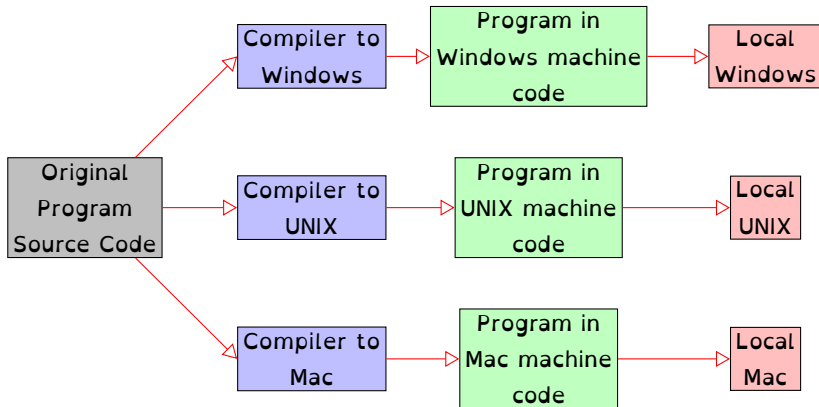 Original
Program
Source Code
Compiler to
Windows
Program in
Windows machine
code
Local
Windows
Compiler to
UNIX
Program in
UNIX machine
code
Local
UNIX
Compiler to
Mac
Program in
Mac machine
code
Local
Mac